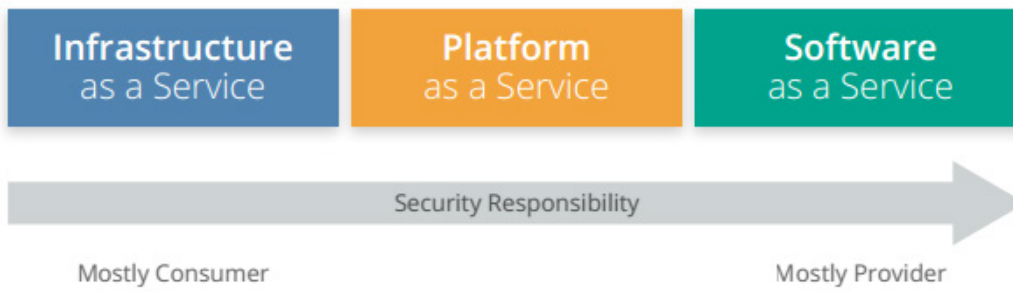 Infrastructure
as a Service
Platform
as a Service
Software
as a Service
Security Responsibility
Mostly Consumer
Mostly Provider